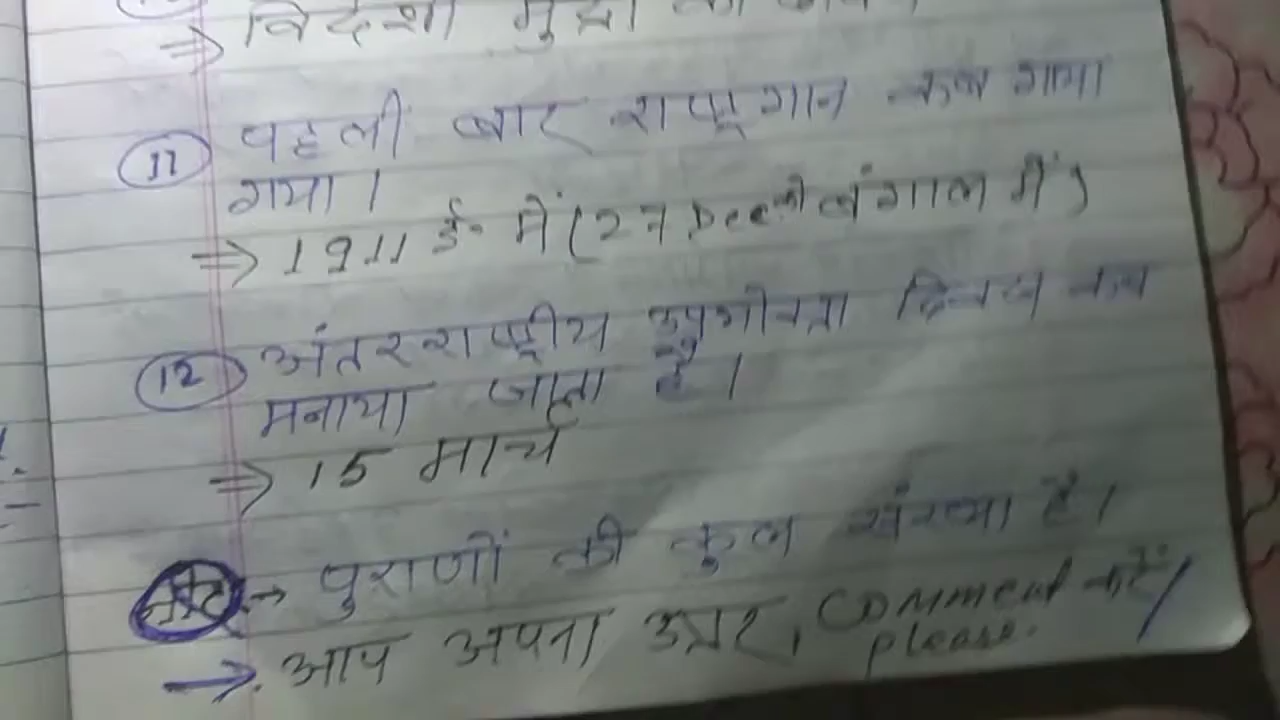 ⇒ विदेशी मुद्रा
(11) पहली बार राष्ट्रगान कब गाया
गया।
⇒ 1911 ई. में (27 Dec को बंगाल में)
(12) अंतरराष्ट्रीय उपभोक्ता दिवस कब
मनाया जाता है।
⇒ 15 मार्च
नोट → पुराणों की कुल संख्या है।
→ आप अपना उत्तर, comment करें/
please.